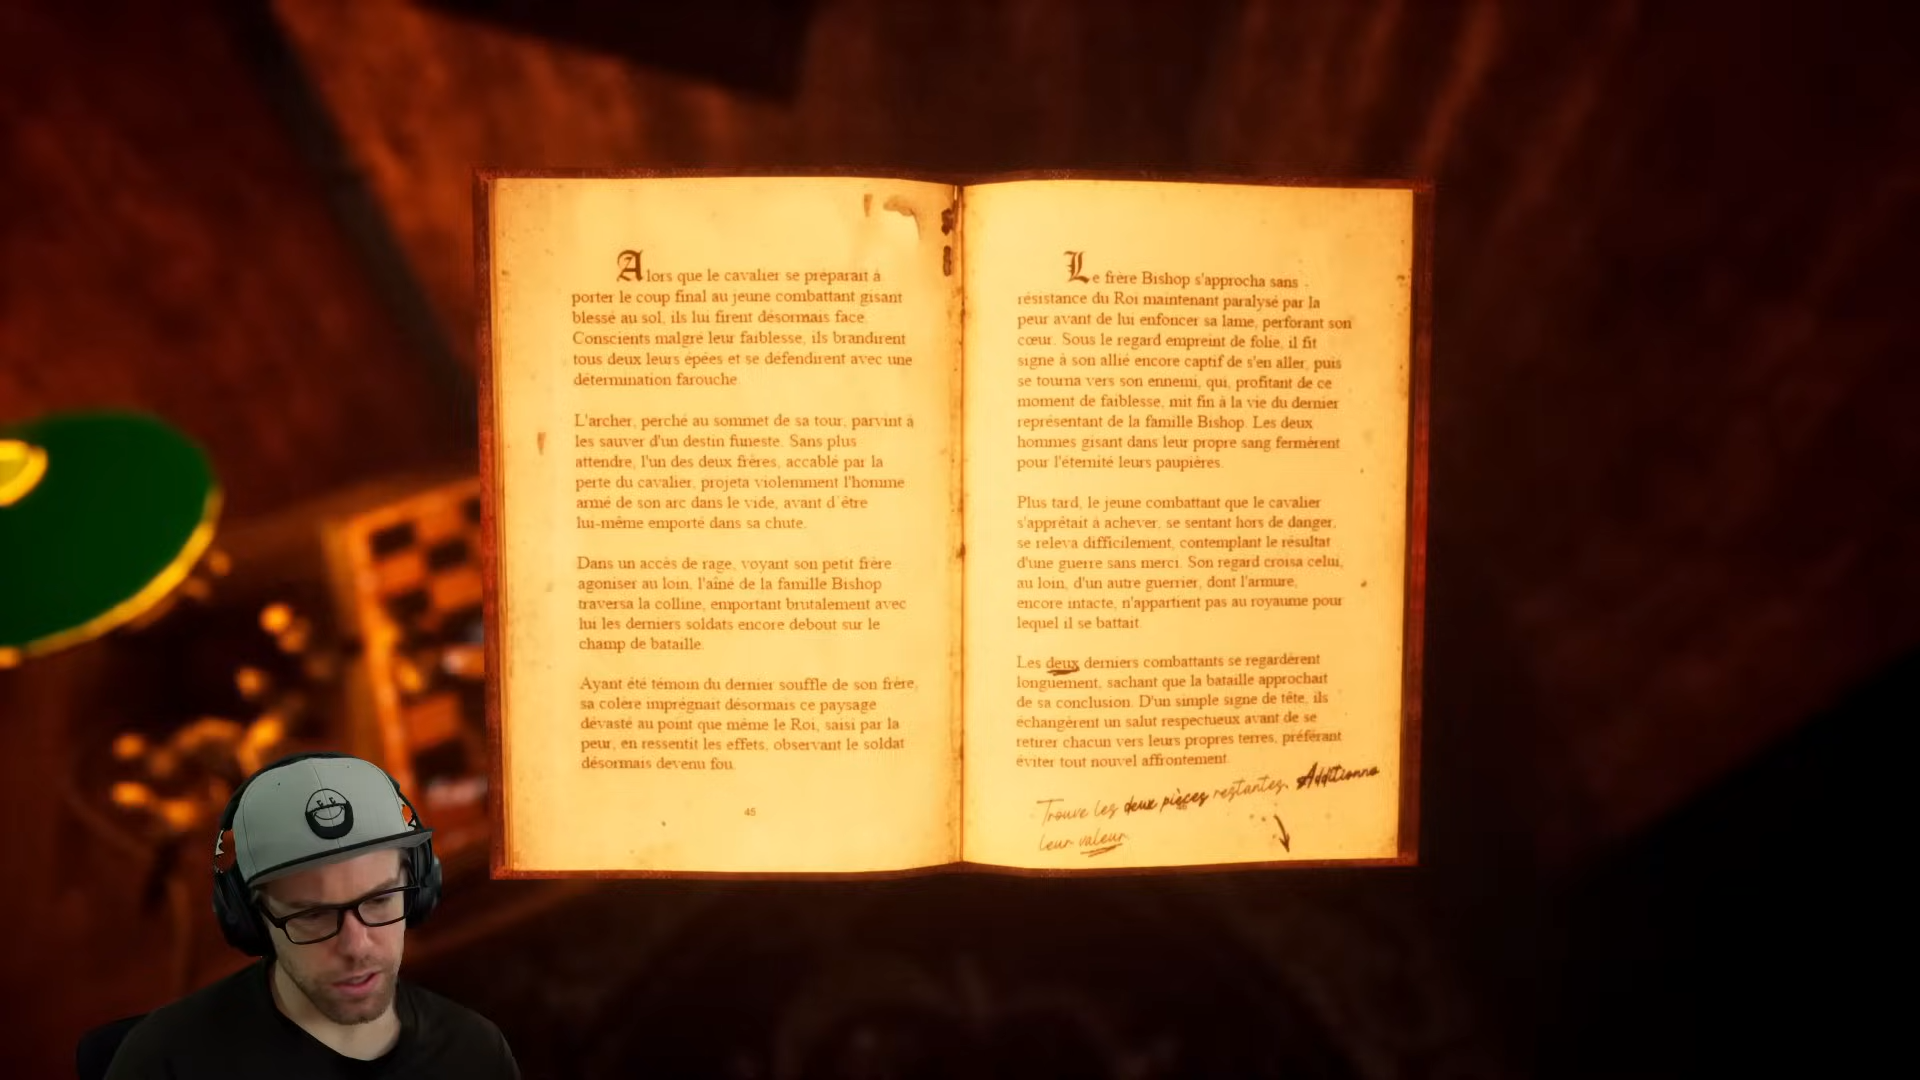 Alors que le cavalier se préparait à
porter le coup final au jeune combattant gisant
blessé au sol, ils lui firent désormais face.
Conscients malgré leur faiblesse, ils brandirent
tous deux leurs épées et se défendirent avec une
détermination farouche.
L'archer, perché au sommet de sa tour, parvint à
les sauver d'un destin funeste. Sans plus
attendre, l'un des deux frères, accablé par la
perte du cavalier, projeta violemment l'homme
armé de son arc dans le vide, avant d'être
lui-même emporté dans sa chute.
Dans un accès de rage, voyant son petit frère
agoniser au loin, l'aîné de la famille Bishop
traversa la colline, emportant brutalement avec
lui les derniers soldats encore debout sur le
champ de bataille.
Ayant été témoin du dernier souffle de son frère,
sa colère imprégnait désormais ce paysage
dévasté au point que même le Roi, saisi par la
peur, en ressentit les effets, observant le soldat
désormais devenu fou.
45
Le frère Bishop s'approcha sans
résistance du Roi maintenant paralysé par la
peur avant de lui enfoncer sa lame, perforant son
cœur. Sous le regard empreint de folie, il fit
signe à son allié encore captif de s'en aller, puis
se tourna vers son ennemi, qui, profitant de ce
moment de faiblesse, mit fin à la vie du dernier
représentant de la famille Bishop. Les deux
hommes gisant dans leur propre sang fermèrent
pour l'éternité leurs paupières.
Plus tard, le jeune combattant que le cavalier
s'apprêtait à achever, se sentant hors de danger,
se releva difficilement, contemplant le résultat
d'une guerre sans merci. Son regard croisa celui,
au loin, d'un autre guerrier, dont l'armure,
encore intacte, n'appartient pas au royaume pour
lequel il se battait.
Les deux derniers combattants se regardèrent
longuement, sachant que la bataille approchait
de sa conclusion. D'un simple signe de tête, ils
échangèrent un salut respectueux avant de se
retirer chacun vers leurs propres terres, préférant
éviter tout nouvel affrontement.
Trouve les deux pièces restantes. Additionne
leur valeur